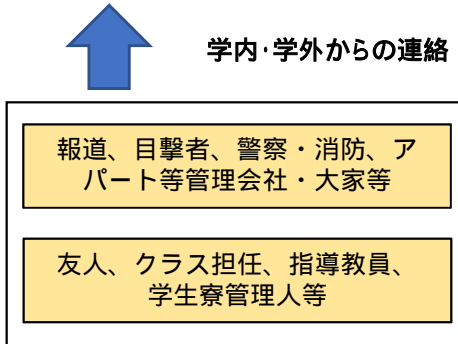 学内・学外からの連絡
報道、目撃者、警察・消防、ア
パート等管理会社・大家等
友人、クラス担任、指導教員、
学生寮管理人等